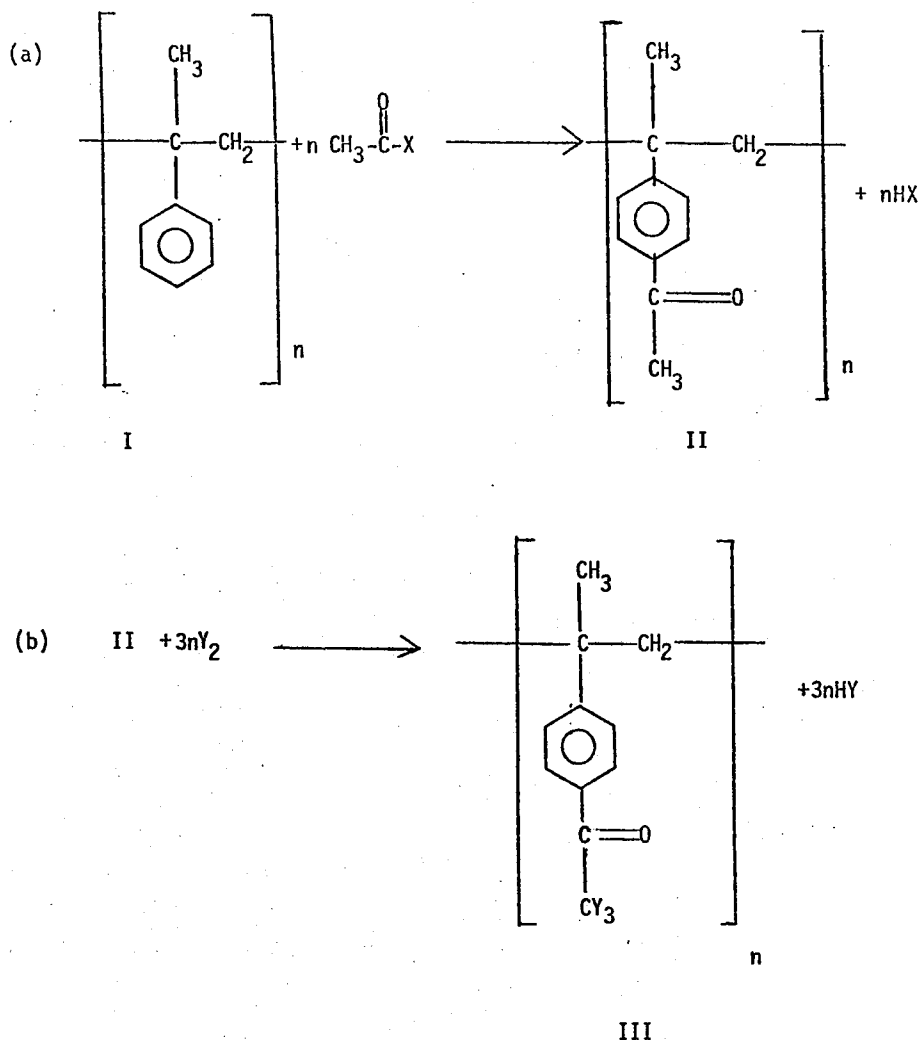 (a)
CH3
O
C CH2 +n CH3-C-X
n
I
CH3
C CH2
+ nHX
C O
CH3
n
II
(b) II +3nY2
CH3
C CH2
+3nHY
C O
CY3
n
III